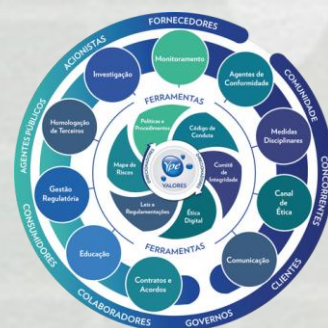 FORNECEDORES
COMUNIDADE
CONCORRENTES
CLIENTES
GOVERNOS
COLABORADORES
CONSUMIDORES
AGENTES PÚBLICOS
ACIONISTAS
Monitoramento
Agentes de
Conformidade
Medidas
Disciplinares
Canal
de
Ética
Comunicação
Contratos e
Acordos
Educação
Gestão
Regulatória
Homologação
de Terceiros
Investigação
FERRAMENTAS
Políticas e
Procedimentos
Código de
Conduta
Comitê
de
Integridade
Ética
Digital
Leis e
Regulamentações
Mapa de
Riscos
FERRAMENTAS
Ypê
VALORES